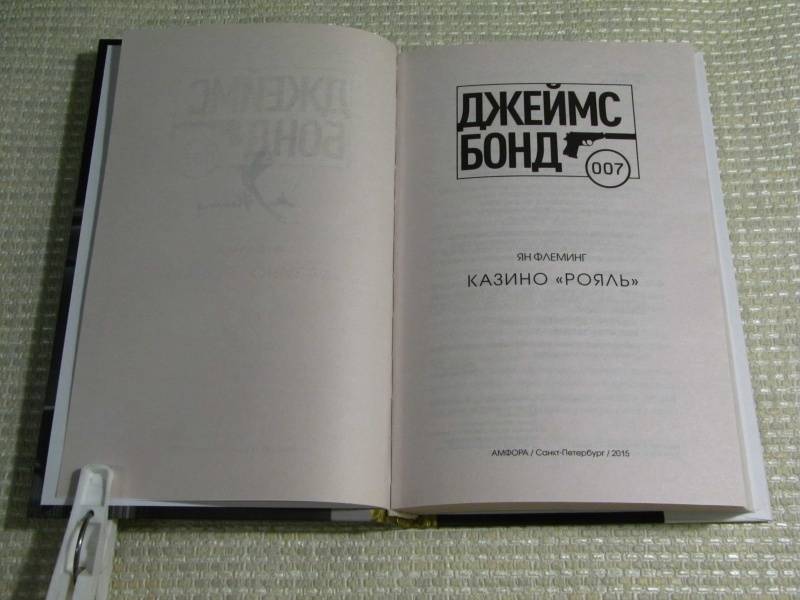 ДЖЕЙМС
БОНД
007
ЯН ФЛЕМИНГ
КАЗИНО «РОЯЛЬ»
АМФОРА / Санкт-Петербург / 2015